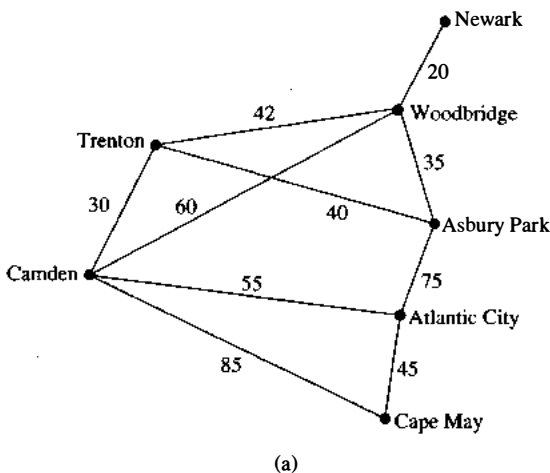 Newark
20
42
Woodbridge
Trenton
35
30
60
40
Asbury Park
Camden
55
75
Atlantic City
85
45
Cape May
(a)